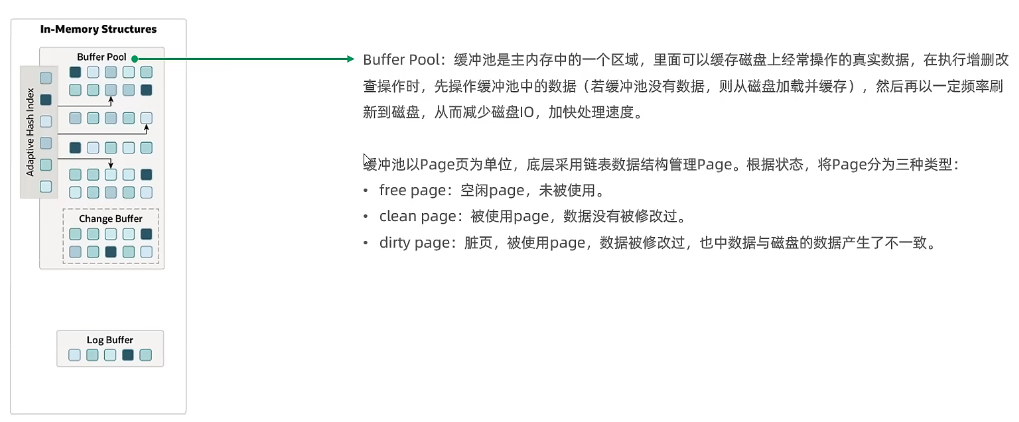 In-Memory Structures
Buffer Pool
Adaptive Hash Index
Change Buffer
Log Buffer
Buffer Pool：缓冲池是主内存中的一个区域，里面可以缓存磁盘上经常操作的真实数据，在执行增删改
查操作时，先操作缓冲池中的数据（若缓冲池没有数据，则从磁盘加载并缓存），然后再以一定频率刷
新到磁盘，从而减少磁盘IO，加快处理速度。
缓冲池以Page页为单位，底层采用链表数据结构管理Page。根据状态，将Page分为三种类型：
• free page：空闲page，未被使用。
• clean page：被使用page，数据没有被修改过。
• dirty page：脏页，被使用page，数据被修改过，也中数据与磁盘的数据产生了不一致。